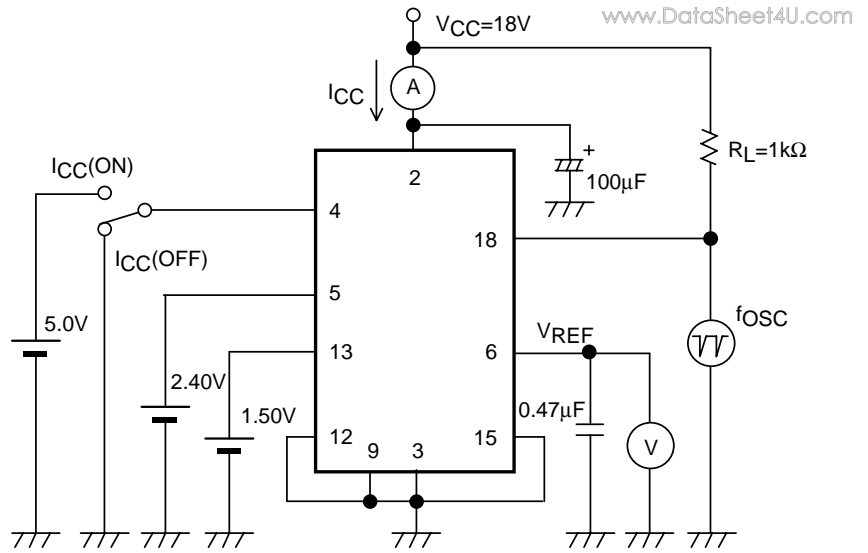 www.DataSheet4U.com
VCC=18V
ICC
A
RL=1kΩ
+
100μF
ICC(ON)
ICC(OFF)
2
4
18
5
5.0V
fOSC
VREF
13
6
2.40V
1.50V
0.47μF
12
9
3
15
V